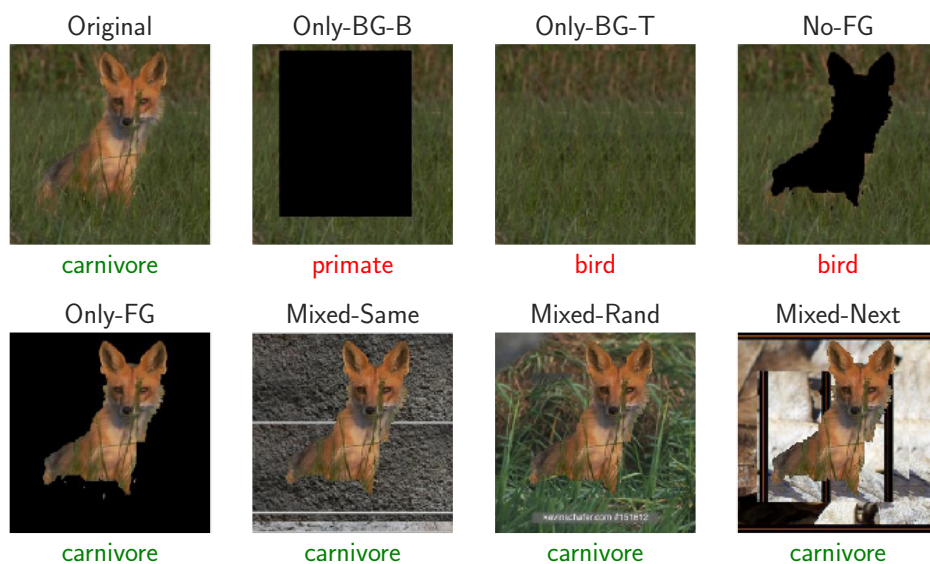 Original Only-BG-B Only-BG-T No-FG
carnivore primate bird bird
Only-FG Mixed-Same Mixed-Rand Mixed-Next
kevinschafer.com #151812
carnivore carnivore carnivore carnivore